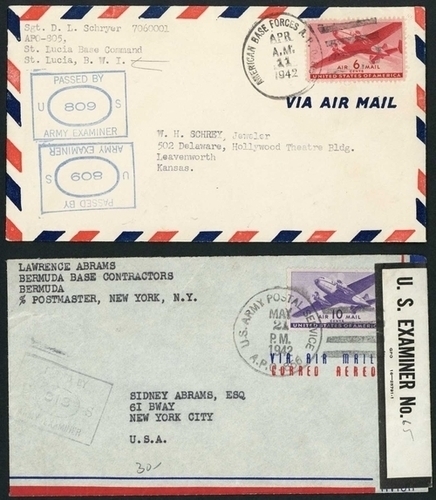 Sgt. D. L. Schryer 7060001
APO-805,
St. Lucia Base Command
St. Lucia, B. W. I.
PASSED BY
U 809 S
ARMY EXAMINER
PASSED BY
U 809 S
ARMY EXAMINER
AMERICAN BASE FORCES A.P.
APR
A.M.
11
1942
6
CENTS
AIR MAIL
UNITED STATES OF AMERICA
VIA AIR MAIL
W. H. SCHREY, Jeweler
502 Delaware, Hollywood Theatre Bldg.
Leavenworth
Kansas.
LAWRENCE ABRAMS
BERMUDA BASE CONTRACTORS
BERMUDA
% POSTMASTER, NEW YORK, N.Y.
U.S. ARMY POSTAL SERVICE
MAY
21
P.M.
1942
A.P.O.
10
CENTS
AIR MAIL
UNITED STATES OF AMERICA
VIA AIR MAIL
CORREO AEREO
U. S. EXAMINER No. 65
SIDNEY ABRAMS, ESQ
61 BWAY
NEW YORK CITY
U.S.A.
30/